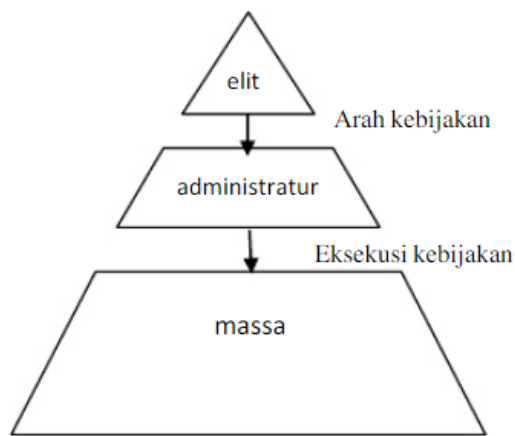 elit
Arah kebijakan
administratur
Eksekusi kebijakan
massa